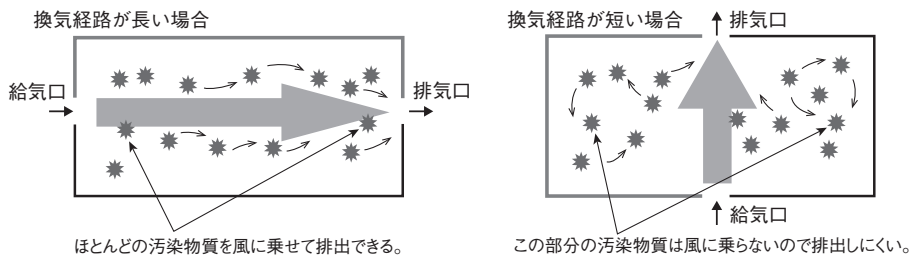 換気経路が長い場合
給気口
排気口
ほとんどの汚染物質を風に乗せて排出できる。
換気経路が短い場合
排気口
給気口
この部分の汚染物質は風に乗らないので排出しにくい。